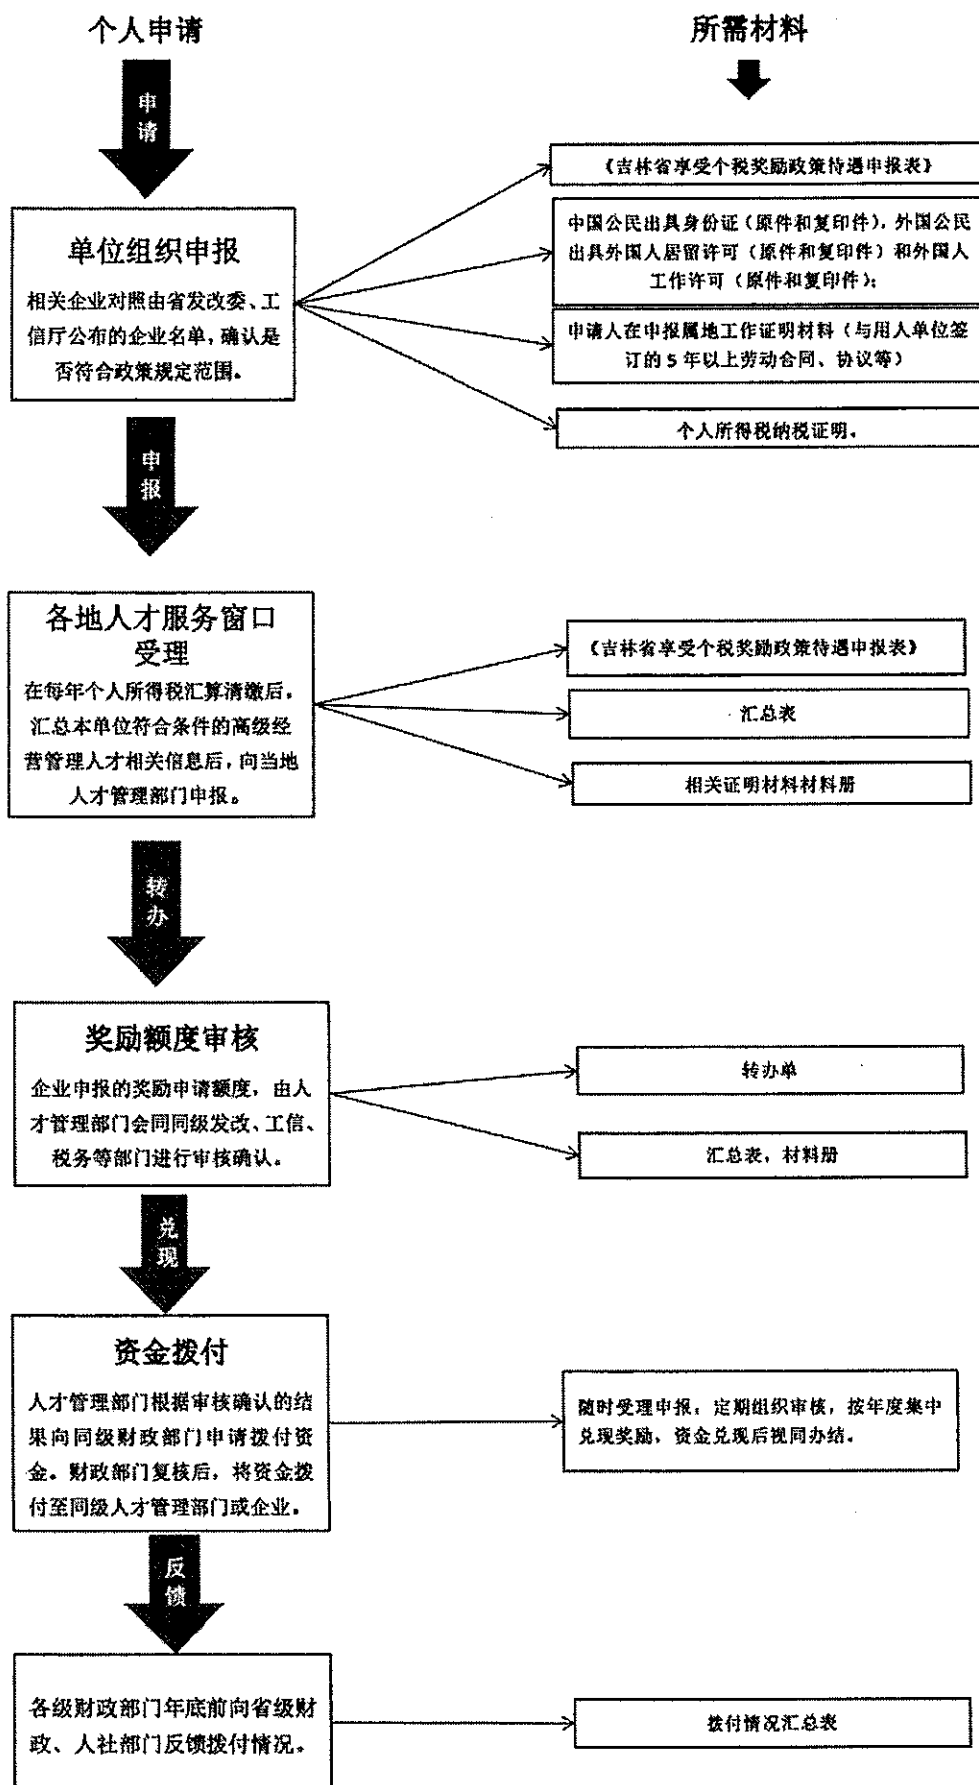 个人申请
所需材料
申
请
《吉林省享受个税奖励政策待遇申报表》
单位组织申报
相关企业对照由省发改委、工
信厅公布的企业名单，确认是
否符合政策规定范围。
中国公民出具身份证（原件和复印件），外国公民
出具外国人居留许可（原件和复印件）和外国人
工作许可（原件和复印件）；
申请人在申报属地工作证明材料（与用人单位签
订的5年以上劳动合同、协议等）
个人所得税纳税证明。
申
报
各地人才服务窗口
受理
在每年个人所得税汇算清缴后，
汇总本单位符合条件的高级经
营管理人才相关信息后，向当地
人才管理部门申报。
《吉林省享受个税奖励政策待遇申报表》
汇总表
相关证明材料材料册
转
办
奖励额度审核
企业申报的奖励申请额度，由人
才管理部门会同同级发改、工信、
税务等部门进行审核确认。
转办单
汇总表，材料册
兑
现
资金拨付
人才管理部门根据审核确认的结
果向同级财政部门申请拨付资
金。财政部门复核后，将资金拨
付至同级人才管理部门或企业。
随时受理申报，定期组织审核，按年度集中
兑现奖励，资金兑现后视同办结。
反
馈
各级财政部门年底前向省级财
政、人社部门反馈拨付情况。
拨付情况汇总表